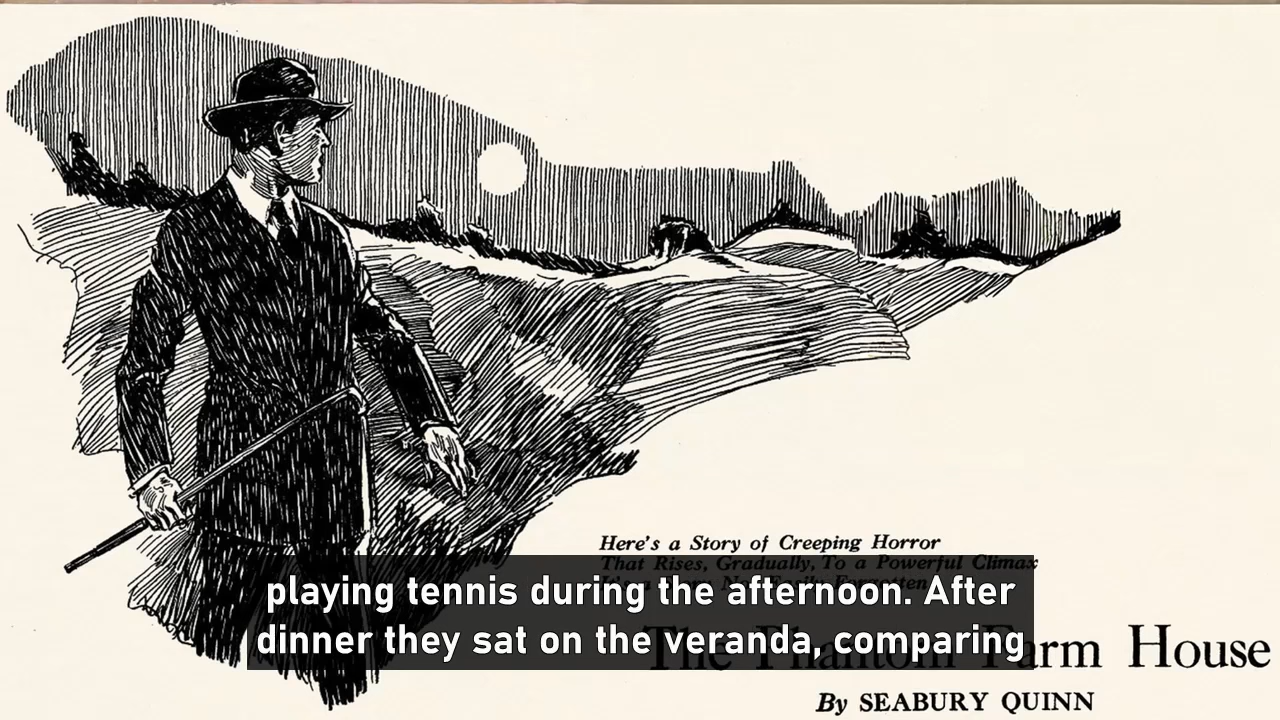 Here's a Story of Creeping Horror
That Rises, Gradually, To a Powerful Climax
playing tennis during the afternoon. After
dinner they sat on the veranda, comparing
The Phantom Farm House
By SEABURY QUINN